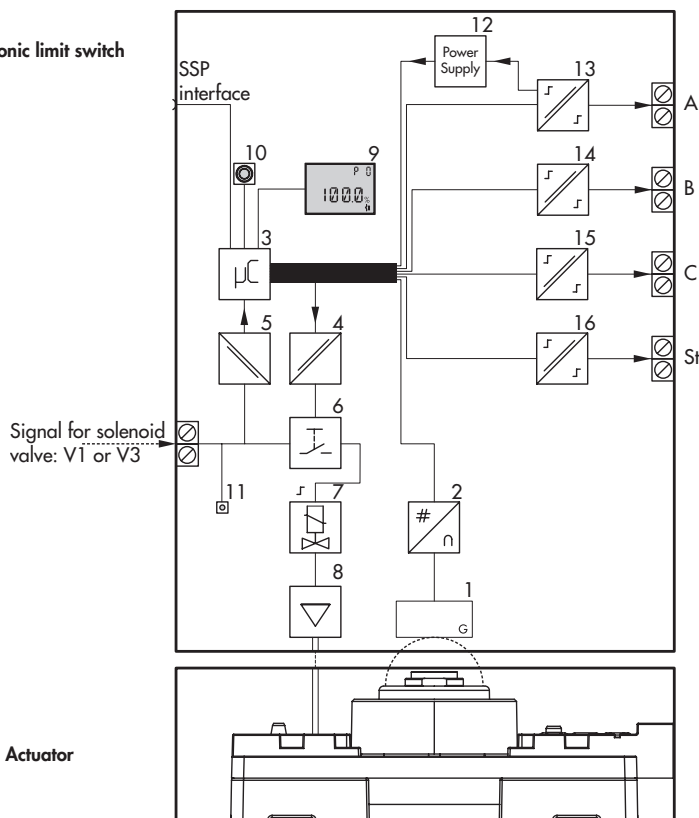 onic limit switch
12
Power
Supply
13
A
SSP
interface
10
9
P
100.0
14
B
3
µC
15
C
5
4
16
St
6
Signal for solenoid
valve: V1 or V3
11
7
2
#
∩
8
1
G
Actuator